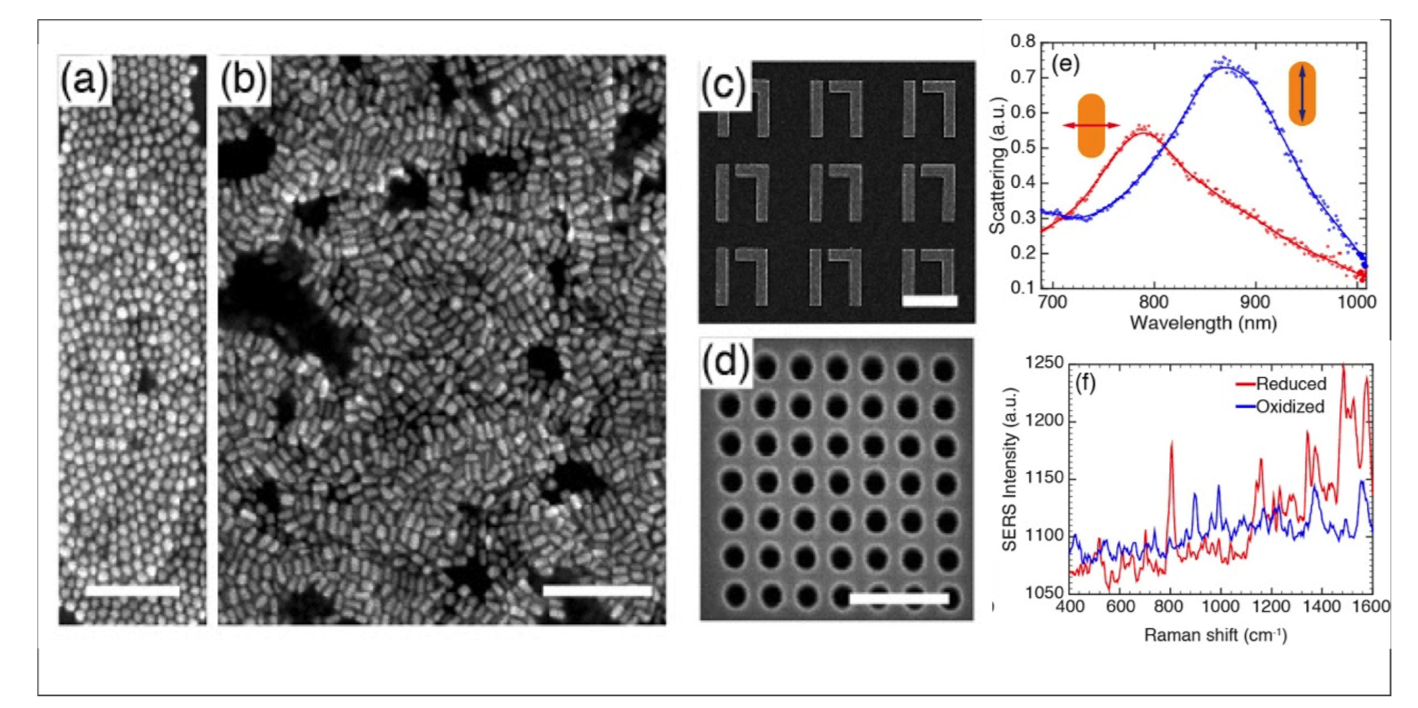 (a)
(b)
(c)
(d)
(e)
0.8
0.7
0.6
0.5
0.4
0.3
0.2
0.1
Scattering (a.u.)
700
800
900
1000
Wavelength (nm)
(f)
Reduced
Oxidized
1250
1200
1150
1100
1050
SERS Intensity (a.u.)
400
600
800
1000
1200
1400
1600
Raman shift (cm⁻¹)